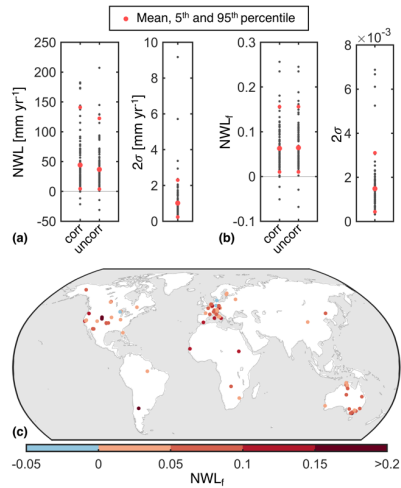 Mean, 5th and 95th percentile
NWL [mm yr-1]
250
200
150
100
50
0
-50
corr
uncorr
(a)
2σ [mm yr-1]
10
8
6
4
2
0
NWLf
0.3
0.2
0.1
0
-0.1
corr
uncorr
(b)
2σ
8 ×10-3
6
4
2
0
(c)
-0.05
0
0.05
0.1
0.15
>0.2
NWLf